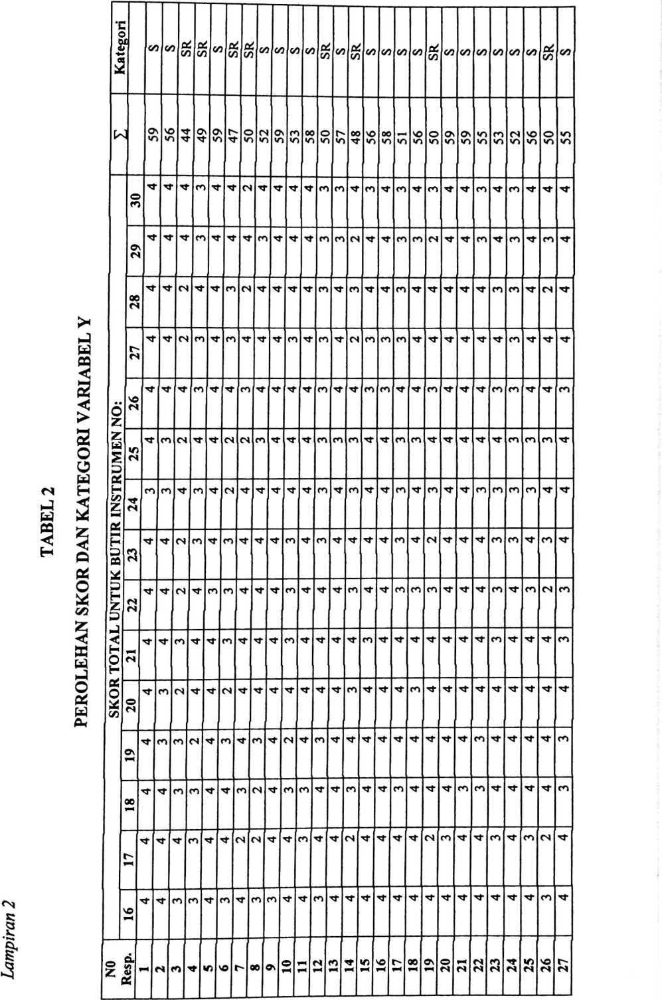 Lampiran 2
TABEL 2
PEROLEHAN SKOR DAN KATEGORI VARIABEL Y
N0 Resp. SKOR TOTAL UNTUK BUTIR INSTRUMEN NO: Σ Kategori
16 17 18 19 20 21 22 23 24 25 26 27 28 29 30
1 4 4 4 4 4 4 4 4 3 4 4 4 4 4 4 59 S
2 4 4 4 3 3 4 4 4 3 3 4 4 4 4 4 56 S
3 3 4 3 3 2 3 2 2 4 2 4 2 2 4 4 44 SR
4 3 3 3 2 4 4 4 3 3 4 3 3 4 3 3 49 SR
5 4 4 4 4 4 4 3 4 4 4 4 4 4 4 4 59 S
6 3 4 4 3 2 3 3 3 2 2 4 3 3 4 4 47 SR
7 4 2 3 4 4 4 4 4 4 2 3 4 2 4 2 50 SR
8 3 2 2 3 4 4 4 4 4 3 4 4 4 3 4 52 S
9 3 4 4 4 4 4 4 4 4 4 4 4 4 4 4 59 S
10 4 4 3 2 4 3 3 3 4 4 4 3 4 4 4 53 S
11 4 3 3 4 4 4 4 4 4 4 4 4 4 4 4 58 S
12 3 4 4 3 4 4 4 3 3 3 3 3 3 3 3 50 SR
13 4 4 4 4 4 4 4 4 4 3 4 4 4 3 3 57 S
14 4 2 3 4 3 4 3 4 3 3 4 2 3 2 4 48 SR
15 4 4 4 4 4 3 4 4 4 4 3 3 4 4 3 56 S
16 4 4 4 4 4 4 4 4 4 4 3 3 4 4 4 58 S
17 4 4 3 4 4 4 3 3 3 3 4 3 3 3 3 51 S
18 4 4 4 4 3 4 3 4 4 3 4 4 4 3 4 56 S
19 4 2 4 4 4 4 3 2 3 4 3 4 4 2 3 50 SR
20 4 3 4 4 4 4 4 4 4 4 4 4 4 4 4 59 S
21 4 4 3 4 4 4 4 4 4 4 4 4 4 4 4 59 S
22 4 4 3 3 4 4 4 4 3 4 4 4 4 3 3 55 S
23 4 3 4 4 4 3 3 3 3 4 3 4 3 4 4 53 S
24 4 4 4 4 4 4 4 3 3 3 3 3 3 3 3 52 S
25 4 3 4 4 4 4 3 4 3 3 4 4 4 4 4 56 S
26 3 2 4 4 4 4 2 3 4 3 4 4 2 3 4 50 SR
27 4 4 3 3 4 3 3 4 4 4 3 4 4 4 4 55 S